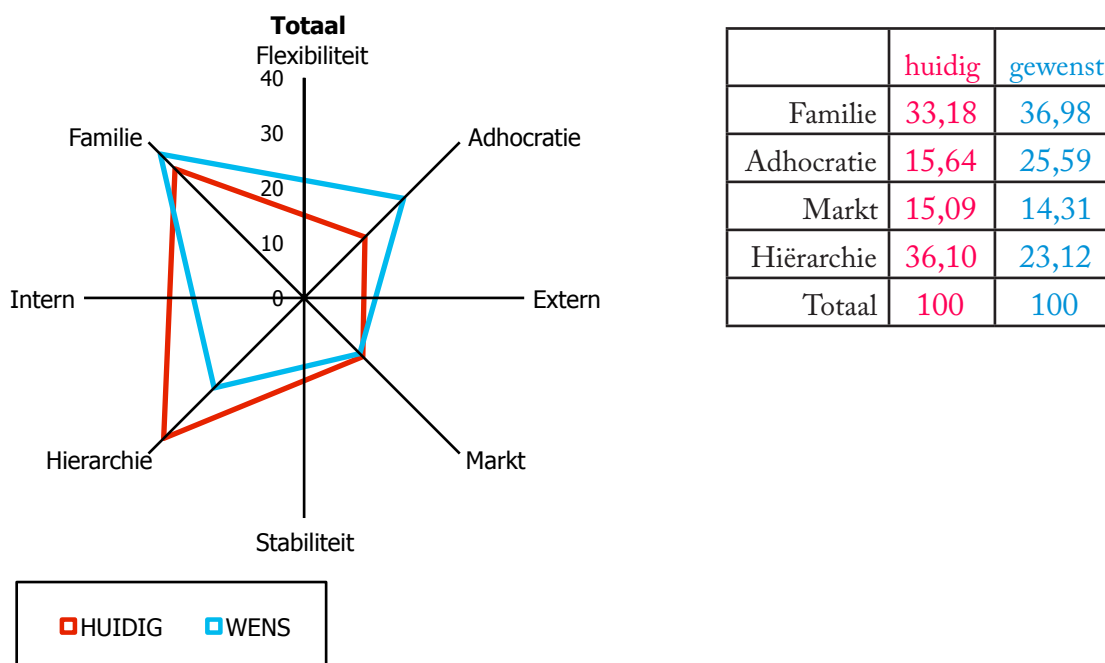 Totaal
Flexibiliteit
40
30
20
10
0
Familie
Adhocratie
Intern
Extern
Hierarchie
Markt
Stabiliteit
HUIDIG WENS
huidig gewenst
Familie 33,18 36,98
Adhocratie 15,64 25,59
Markt 15,09 14,31
Hiërarchie 36,10 23,12
Totaal 100 100